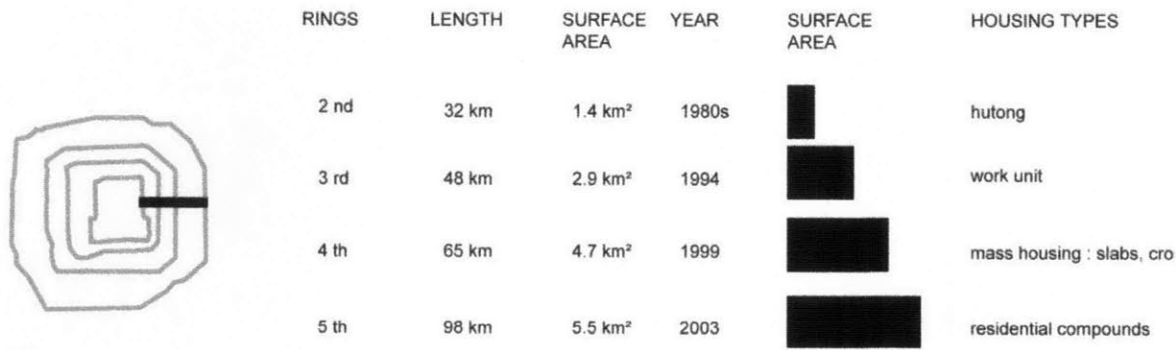 RINGS LENGTH SURFACE AREA YEAR SURFACE AREA HOUSING TYPES
2 nd 32 km 1.4 km² 1980s hutong
3 rd 48 km 2.9 km² 1994 work unit
4 th 65 km 4.7 km² 1999 mass housing : slabs, cro
5 th 98 km 5.5 km² 2003 residential compounds